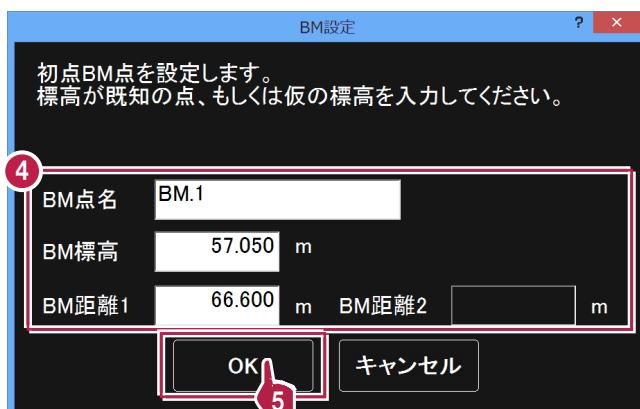 BM設定
? ×
初点BM点を設定します。
標高が既知の点、もしくは仮の標高を入力してください。
4
BM点名 BM.1
BM標高 57.050 m
BM距離1 66.600 m BM距離2 m
OK キャンセル
5